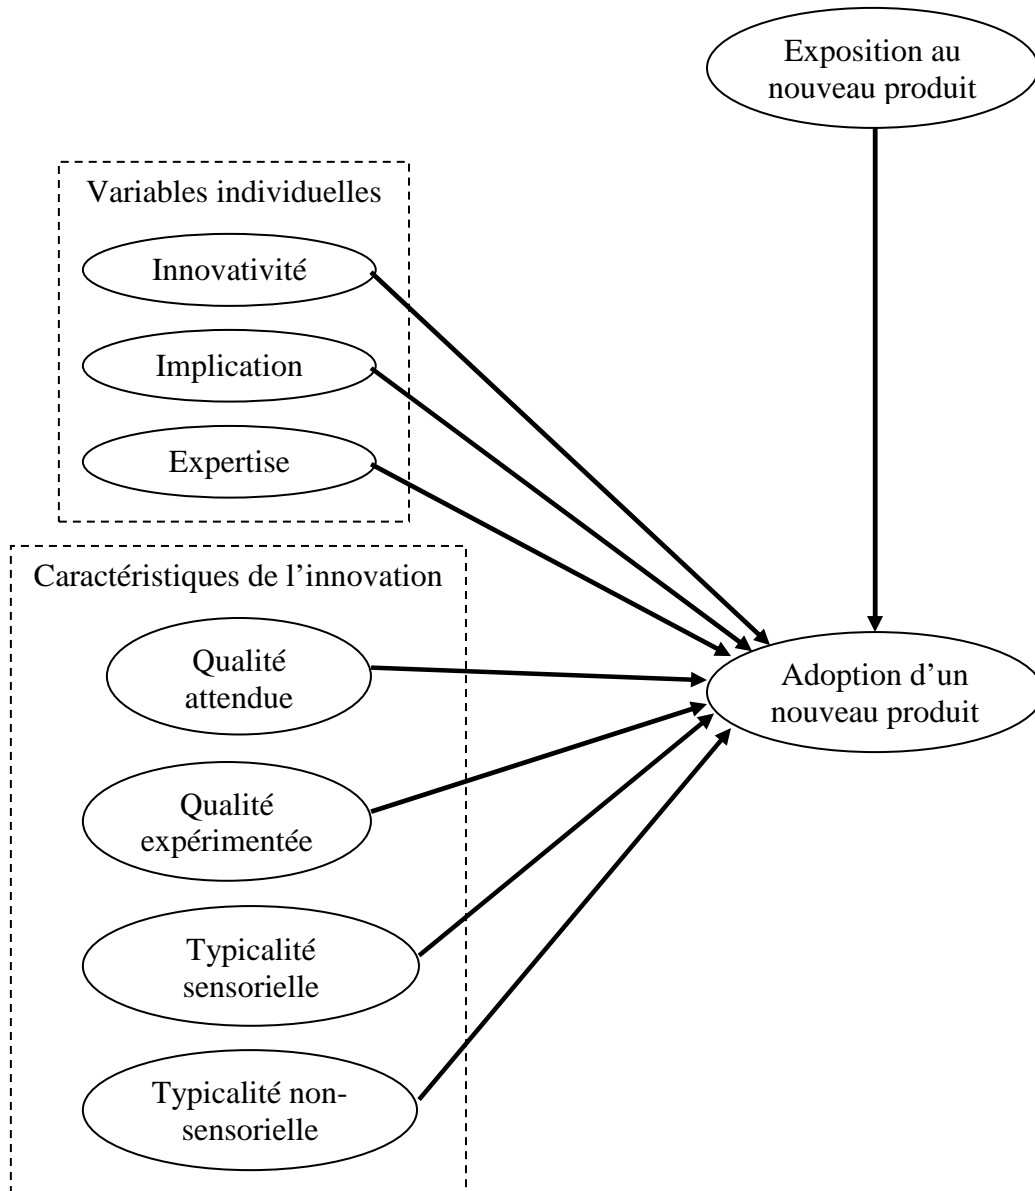 Exposition au
nouveau produit
Variables individuelles
Innovativité
Implication
Expertise
Caractéristiques de l’innovation
Qualité
attendue
Adoption d’un
nouveau produit
Qualité
expérimentée
Typicalité
sensorielle
Typicalité non-
sensorielle